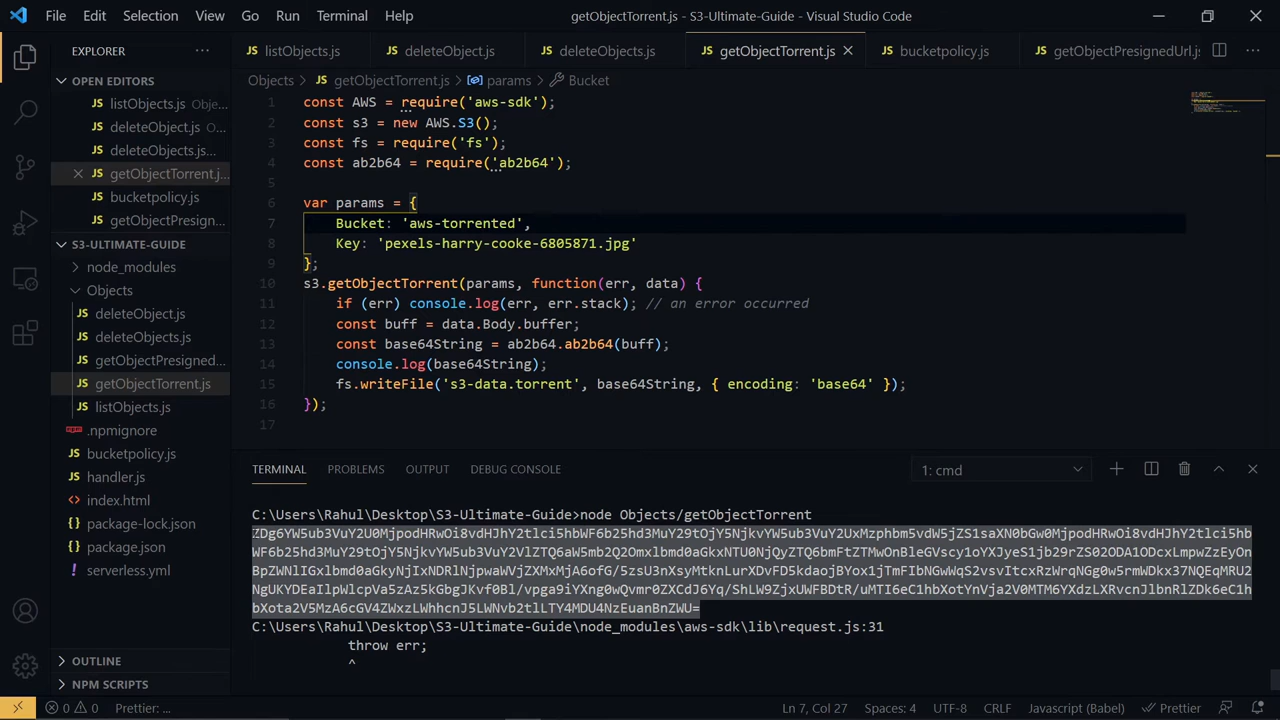 File Edit Selection View Go Run Terminal Help getObjectTorrent.js - S3-Ultimate-Guide - Visual Studio Code
EXPLORER
listObjects.js deleteObject.js deleteObjects.js getObjectTorrent.js bucketpolicy.js getObjectPresignedUrl.js
OPEN EDITORS
listObjects.js Obje...
deleteObject.js O...
deleteObjects.js...
getObjectTorrent.j...
bucketpolicy.js
getObjectPresign...
S3-ULTIMATE-GUIDE
node_modules
Objects
deleteObject.js
deleteObjects.js
getObjectPresigned...
getObjectTorrent.js
listObjects.js
.npmignore
bucketpolicy.js
handler.js
index.html
package-lock.json
package.json
serverless.yml
OUTLINE
NPM SCRIPTS
Objects getObjectTorrent.js params Bucket
1 const AWS = require('aws-sdk');
2 const s3 = new AWS.S3();
3 const fs = require('fs');
4 const ab2b64 = require('ab2b64');
5
6 var params = {
7 Bucket: 'aws-torrented',
8 Key: 'pexels-harry-cooke-6805871.jpg'
9 };
10 s3.getObjectTorrent(params, function(err, data) {
11 if (err) console.log(err, err.stack); // an error occurred
12 const buff = data.Body.buffer;
13 const base64String = ab2b64.ab2b64(buff);
14 console.log(base64String);
15 fs.writeFile('s3-data.torrent', base64String, { encoding: 'base64' });
16 });
17
TERMINAL PROBLEMS OUTPUT DEBUG CONSOLE 1: cmd
C:\Users\Rahul\Desktop\S3-Ultimate-Guide>node Objects/getObjectTorrent
C:\Users\Rahul\Desktop\S3-Ultimate-Guide\node_modules\aws-sdk\lib\request.js:31
throw err;
^
0 0 Prettier: ... Ln 7, Col 27 Spaces: 4 UTF-8 CRLF Javascript (Babel) Prettier